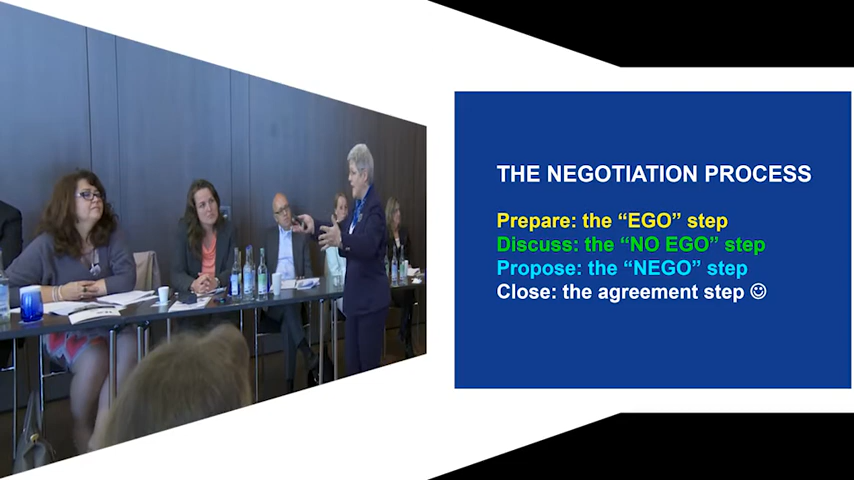 THE NEGOTIATION PROCESS
Prepare: the “EGO” step
Discuss: the “NO EGO” step
Propose: the “NEGO” step
Close: the agreement step ☺